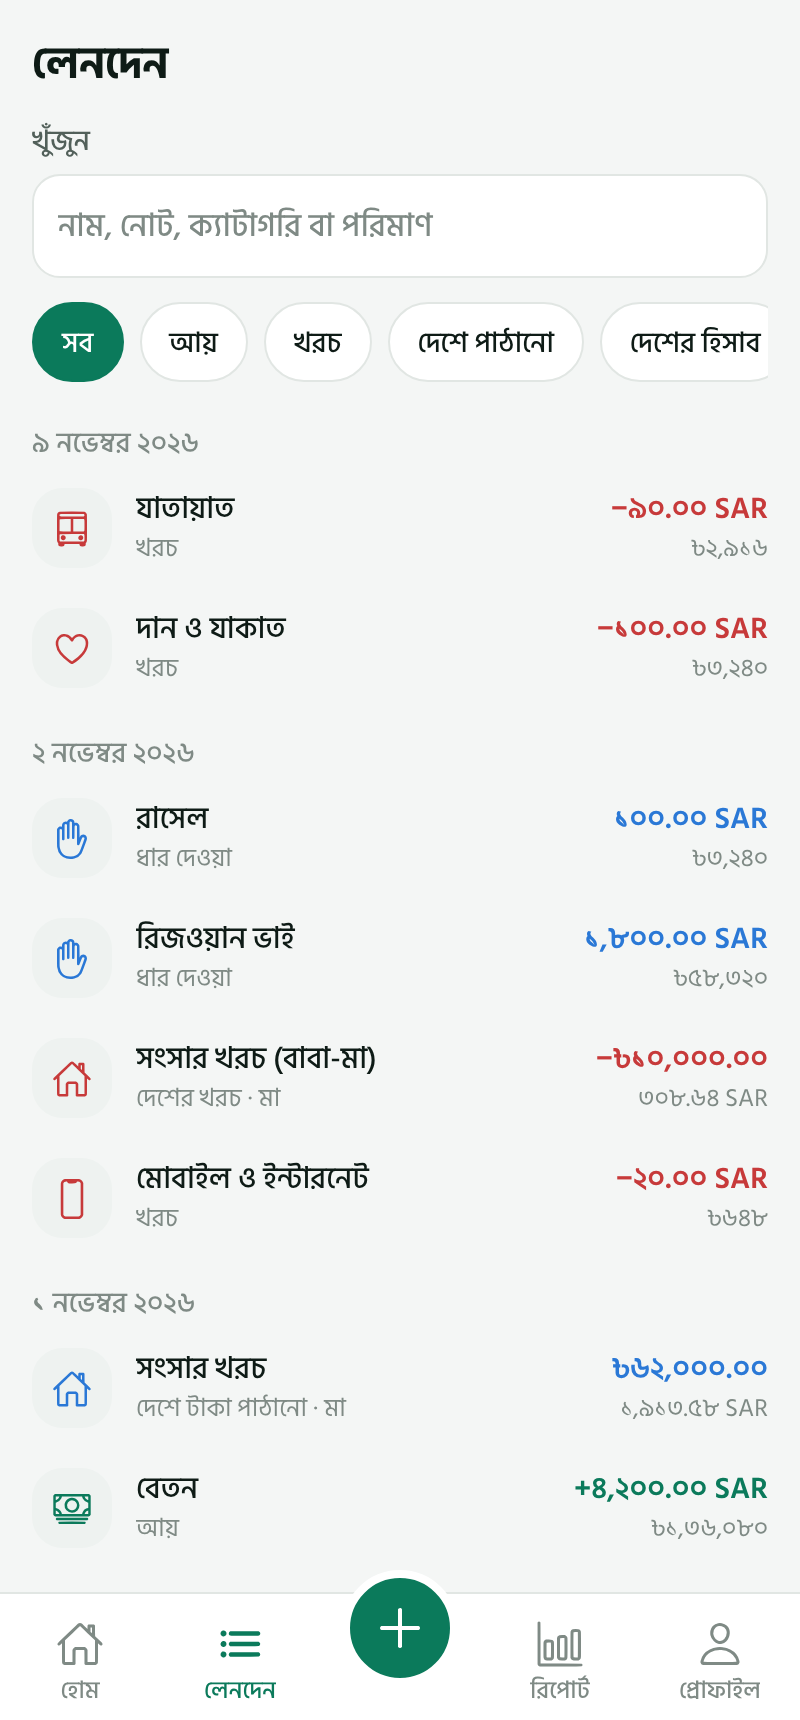 লেনদেন
খুঁজুন
নাম, নোট, ক্যাটাগরি বা পরিমাণ
সব আয় খরচ দেশে পাঠানো দেশের হিসাব
৯ নভেম্বর ২০২৬
যাতায়াত −৯০.০০ SAR
খরচ ৳২,৯১৬
দান ও যাকাত −১০০.০০ SAR
খরচ ৳৩,২৪০
২ নভেম্বর ২০২৬
রাসেল ১০০.০০ SAR
ধার দেওয়া ৳৩,২৪০
রিজওয়ান ভাই ১,৮০০.০০ SAR
ধার দেওয়া ৳৫৮,৩২০
সংসার খরচ (বাবা-মা) −৳১০,০০০.০০
দেশের খরচ · মা ৩০৮.৬৪ SAR
মোবাইল ও ইন্টারনেট −২০.০০ SAR
খরচ ৳৬৪৮
১ নভেম্বর ২০২৬
সংসার খরচ ৳৬২,০০০.০০
দেশে টাকা পাঠানো · মা ১,৯১৩.৫৮ SAR
বেতন +৪,২০০.০০ SAR
আয় ৳১,৩৬,০৮০
হোম লেনদেন রিপোর্ট প্রোফাইল